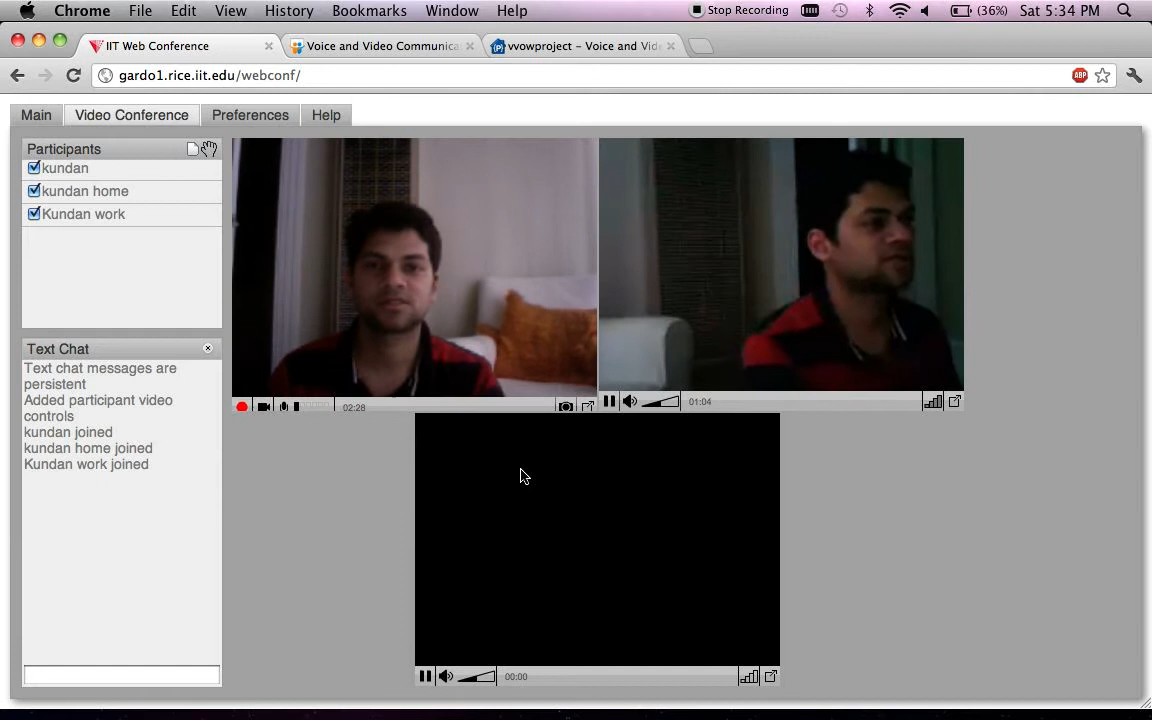 Chrome File Edit View History Bookmarks Window Help Stop Recording (36%) Sat 5:34 PM
IIT Web Conference Voice and Video Communica vvowproject – Voice and Vid
gardo1.rice.iit.edu/webconf/ ABP
Main Video Conference Preferences Help
Participants
kundan
kundan home
Kundan work
Text Chat
Text chat messages are
persistent
Added participant video
controls
kundan joined
kundan home joined
Kundan work joined
02:28
01:04
00:00